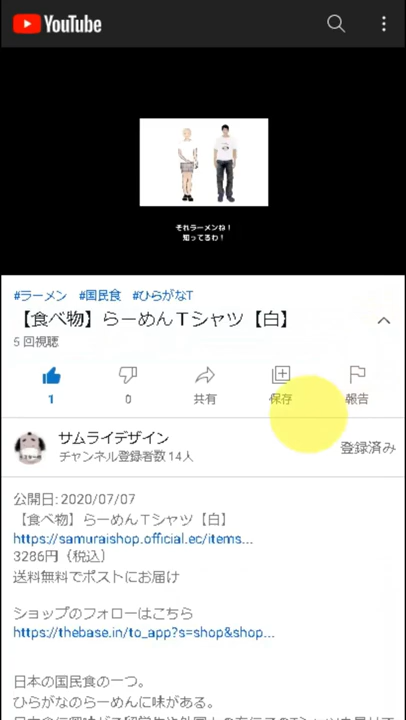 YouTube
それラーメンね！
知ってるわ！
#ラーメン #国民食 #ひらがなT
【食べ物】らーめんＴシャツ【白】
5 回視聴
1 0 共有 保存 報告
サムライデザイン
チャンネル登録者数 14人
登録済み
公開日: 2020/07/07
【食べ物】らーめんＴシャツ【白】
https://samuraishop.official.ec/items...
3286円（税込）
送料無料でポストにお届け
ショップのフォローはこちら
https://thebase.in/to_app?s=shop&shop...
日本の国民食の一つ。
ひらがなのらーめんに味がある。